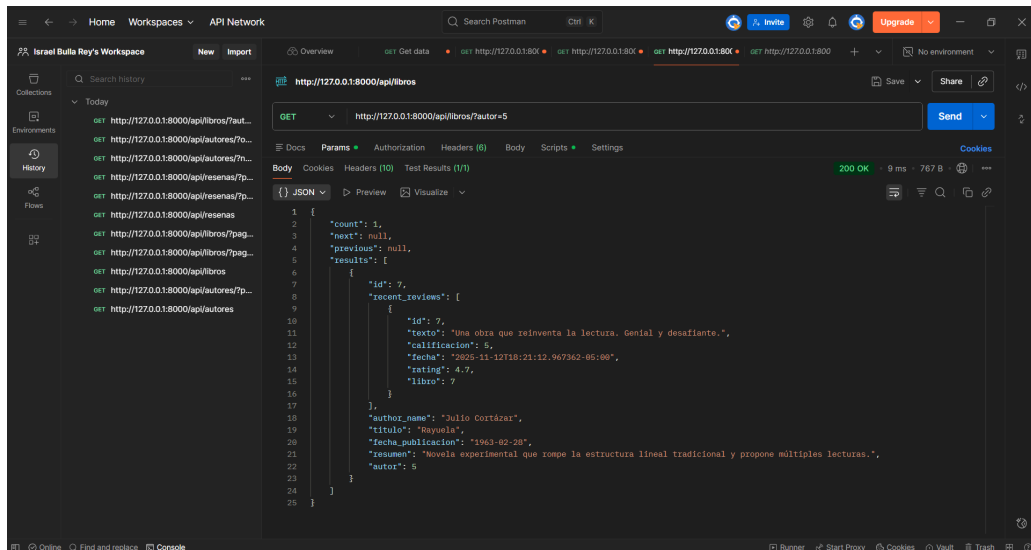 Home Workspaces API Network Search Postman Ctrl K Invite Upgrade
Israel Bulla Rey's Workspace New Import Overview GET Get data GET http://127.0.0.1:80( GET http://127.0.0.1:80( GET http://127.0.0.1:80( GET http://127.0.0.1:800 No environment
Collections
Environments
History
Flows
Search history
Today
GET http://127.0.0.1:8000/api/libros/?aut...
GET http://127.0.0.1:8000/api/autores/?o...
GET http://127.0.0.1:8000/api/autores/?n...
GET http://127.0.0.1:8000/api/resenas/?p...
GET http://127.0.0.1:8000/api/resenas/?p...
GET http://127.0.0.1:8000/api/resenas
GET http://127.0.0.1:8000/api/libros/?pag...
GET http://127.0.0.1:8000/api/libros/?pag...
GET http://127.0.0.1:8000/api/libros
GET http://127.0.0.1:8000/api/autores/?p...
GET http://127.0.0.1:8000/api/autores
HTTP http://127.0.0.1:8000/api/libros Save Share
GET http://127.0.0.1:8000/api/libros/?autor=5 Send
Docs Params Authorization Headers (6) Body Scripts Settings Cookies
Body Cookies Headers (10) Test Results (1/1) 200 OK 9 ms 767 B
{} JSON Preview Visualize
1 {
2 "count": 1,
3 "next": null,
4 "previous": null,
5 "results": [
6 {
7 "id": 7,
8 "recent_reviews": [
9 {
10 "id": 7,
11 "texto": "Una obra que reinventa la lectura. Genial y desafiante.",
12 "calificacion": 5,
13 "fecha": "2025-11-12T18:21:12.967362-05:00",
14 "rating": 4.7,
15 "libro": 7
16 }
17 ],
18 "author_name": "Julio Cortázar",
19 "titulo": "Rayuela",
20 "fecha_publicacion": "1963-02-28",
21 "resumen": "Novela experimental que rompe la estructura lineal tradicional y propone múltiples lecturas.",
22 "autor": 5
23 }
24 ]
25 }
Online Find and replace Console Runner Start Proxy Cookies Vault Trash